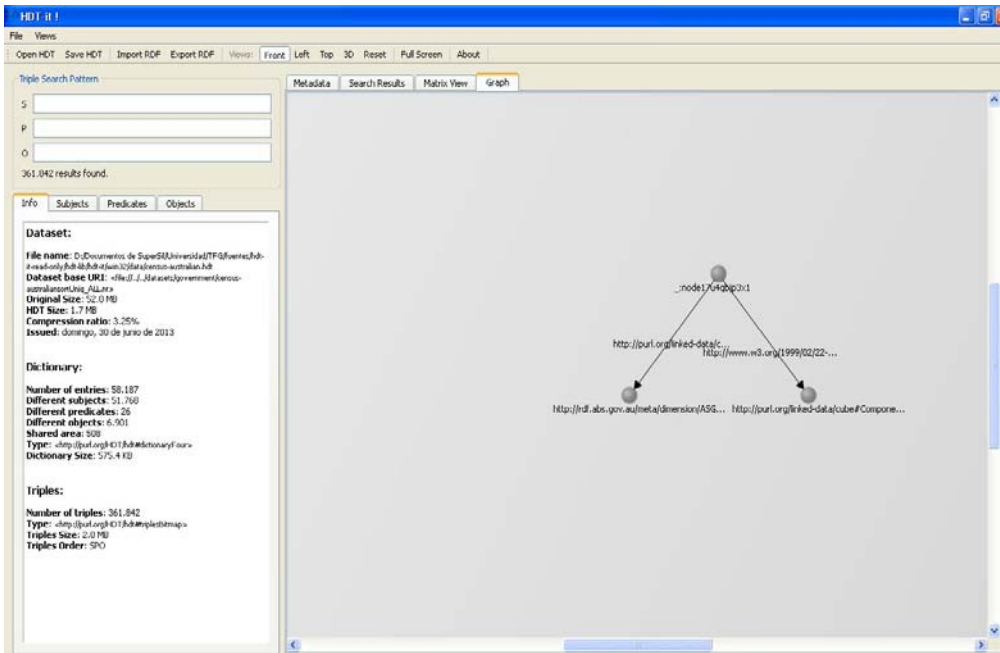 HDT-it !
File Views
Open HDT Save HDT Import RDF Export RDF Views: Front Left Top 3D Reset Full Screen About
Triple Search Pattern
S
P
O
361.842 results found.
Info Subjects Predicates Objects
Dataset:
File name: D:/Documentos de SuperSil/Universidad/TFG/fuentes/hdt-
it-read-only/hdt-lib/hdt-it/win32/data/census-australian.hdt
Dataset base URI: <file://../../datasets/government/census-
australiansortUniq_ALL.nt>
Original Size: 52.0 MB
HDT Size: 1.7 MB
Compression ratio: 3.25%
Issued: domingo, 30 de junio de 2013
Dictionary:
Number of entries: 58.187
Different subjects: 51.768
Different predicates: 26
Different objects: 6.901
Shared area: 508
Type: <http://purl.org/HDT/hdt#dictionaryFour>
Dictionary Size: 575.4 KB
Triples:
Number of triples: 361.842
Type: <http://purl.org/HDT/hdt#triplesBitmap>
Triples Size: 2.0 MB
Triples Order: SPO
Metadata Search Results Matrix View Graph
_:node17u4qbip3x1
http://purl.org/linked-data/c...
http://www.w3.org/1999/02/22-...
http://rdf.abs.gov.au/meta/dimension/ASG... http://purl.org/linked-data/cube#Compone...